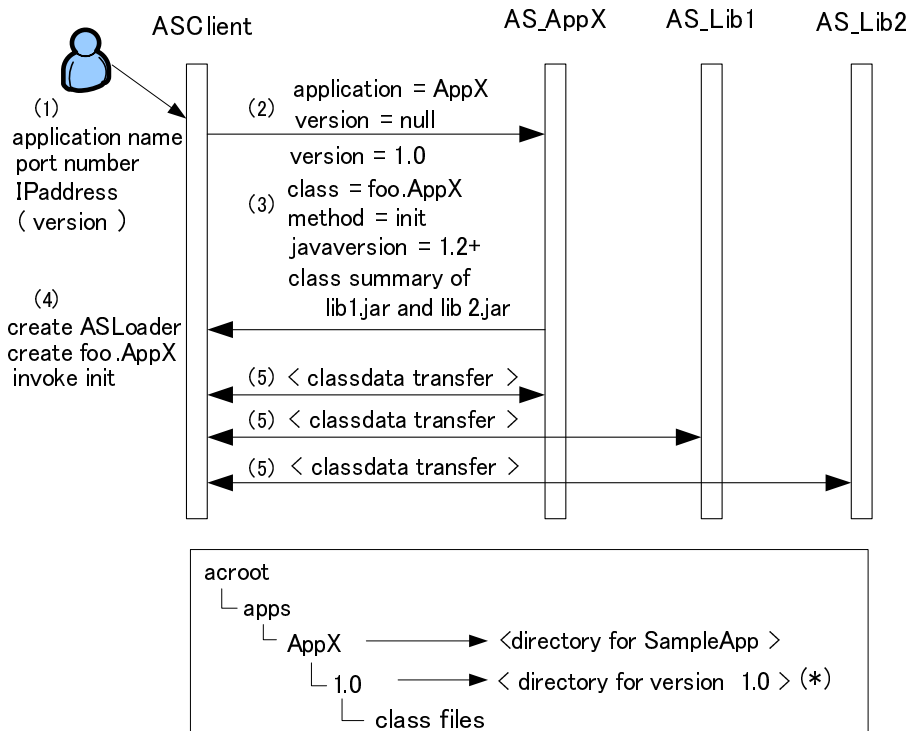 ASClient
AS_AppX
AS_Lib1
AS_Lib2
(1)
application name
port number
IPaddress
( version )
(2)
application = AppX
version = null
(3)
version = 1.0
class = foo.AppX
method = init
javaversion = 1.2+
class summary of
lib1.jar and lib 2.jar
(4)
create ASLoader
create foo.AppX
invoke init
(5) < classdata transfer >
(5) < classdata transfer >
(5) < classdata transfer >
acroot
apps
AppX <directory for SampleApp >
1.0 < directory for version 1.0 > (*)
class files